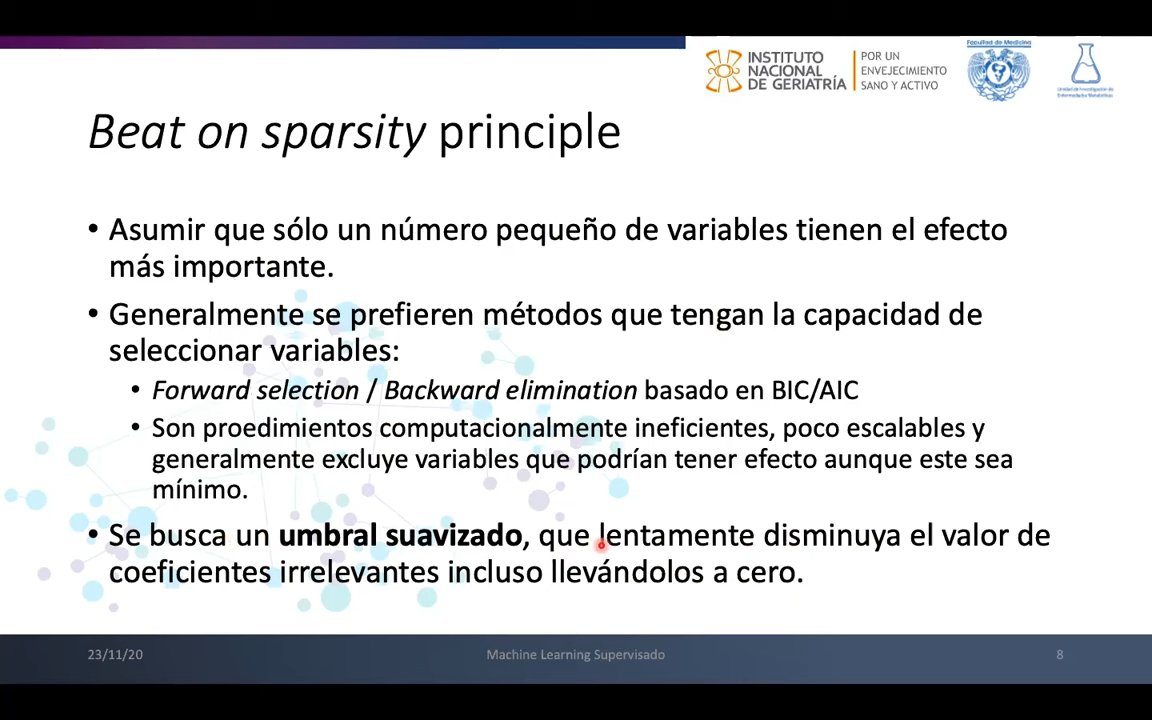 INSTITUTO
NACIONAL
DE GERIATRÍA
POR UN
ENVEJECIMIENTO
SANO Y ACTIVO
Facultad de Medicina
Unidad de Investigación de
Enfermedades Metabólicas
Beat on sparsity principle
• Asumir que sólo un número pequeño de variables tienen el efecto
más importante.
• Generalmente se prefieren métodos que tengan la capacidad de
seleccionar variables:
• Forward selection / Backward elimination basado en BIC/AIC
• Son proedimientos computacionalmente ineficientes, poco escalables y
generalmente excluye variables que podrían tener efecto aunque este sea
mínimo.
• Se busca un umbral suavizado, que lentamente disminuya el valor de
coeficientes irrelevantes incluso llevándolos a cero.
23/11/20
Machine Learning Supervisado
8